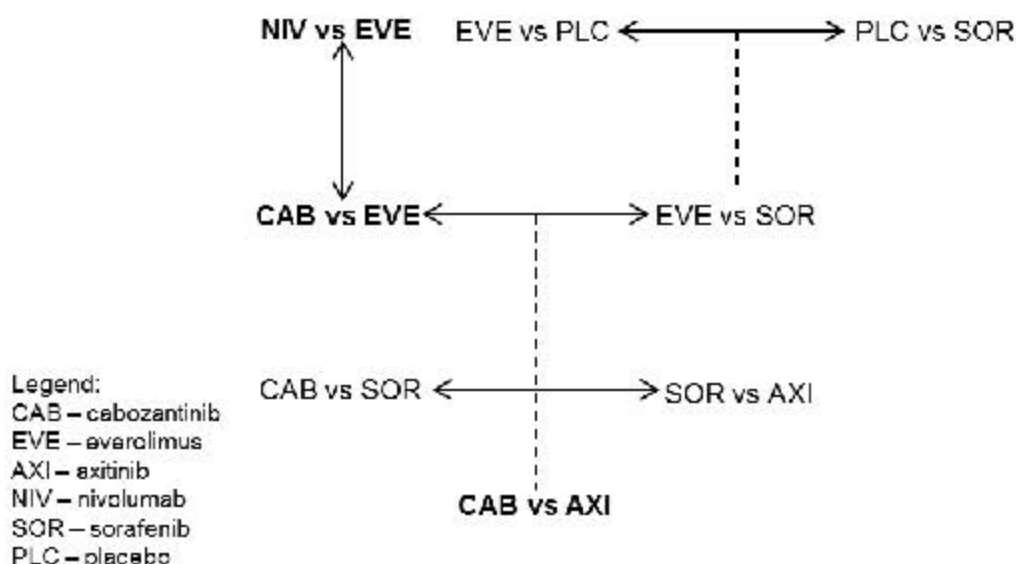 NIV vs EVE EVE vs PLC PLC vs SOR
CAB vs EVE EVE vs SOR
CAB vs SOR SOR vs AXI
CAB vs AXI
Legend:
CAB – cabozantinib
EVE – everolimus
AXI – axitinib
NIV – nivolumab
SOR – sorafenib
PLC – placebo